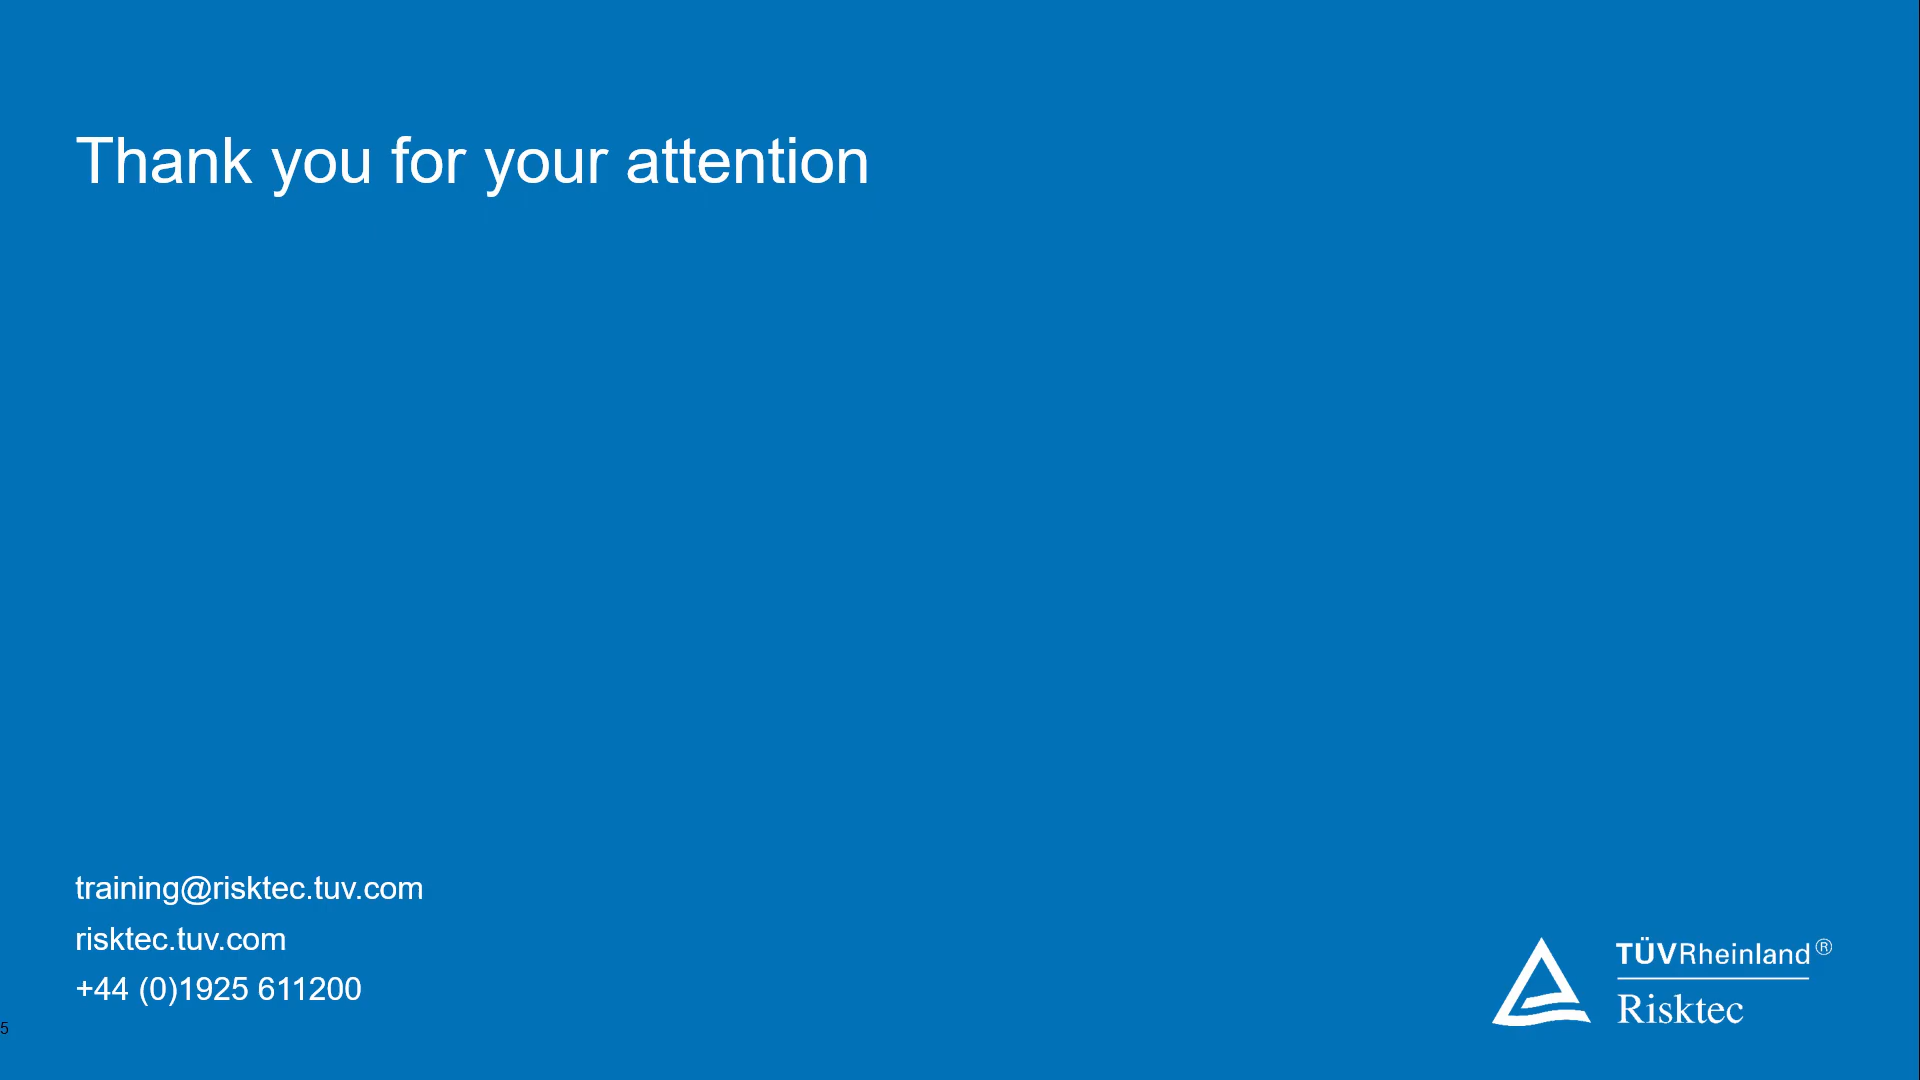 Thank you for your attention
training@risktec.tuv.com
risktec.tuv.com
+44 (0)1925 611200
5
TÜVRheinland®
Risktec